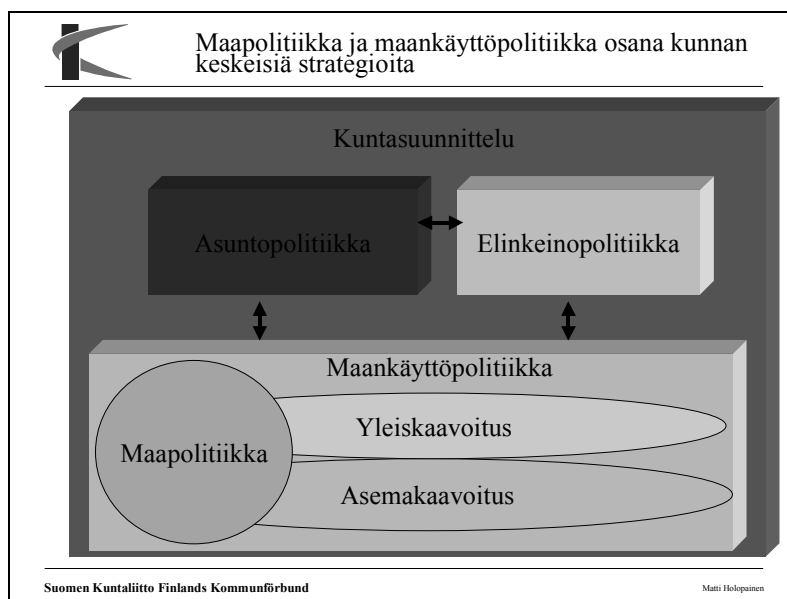 Maapolitiikka ja maankäyttöpolitiikka osana kunnan
keskeisiä strategioita
Kuntasuunnittelu
Asuntopolitiikka
Elinkeinopolitiikka
Maankäyttöpolitiikka
Yleiskaavoitus
Maapolitiikka
Asemakaavoitus
Suomen Kuntaliitto Finlands Kommunförbund
Matti Holopainen